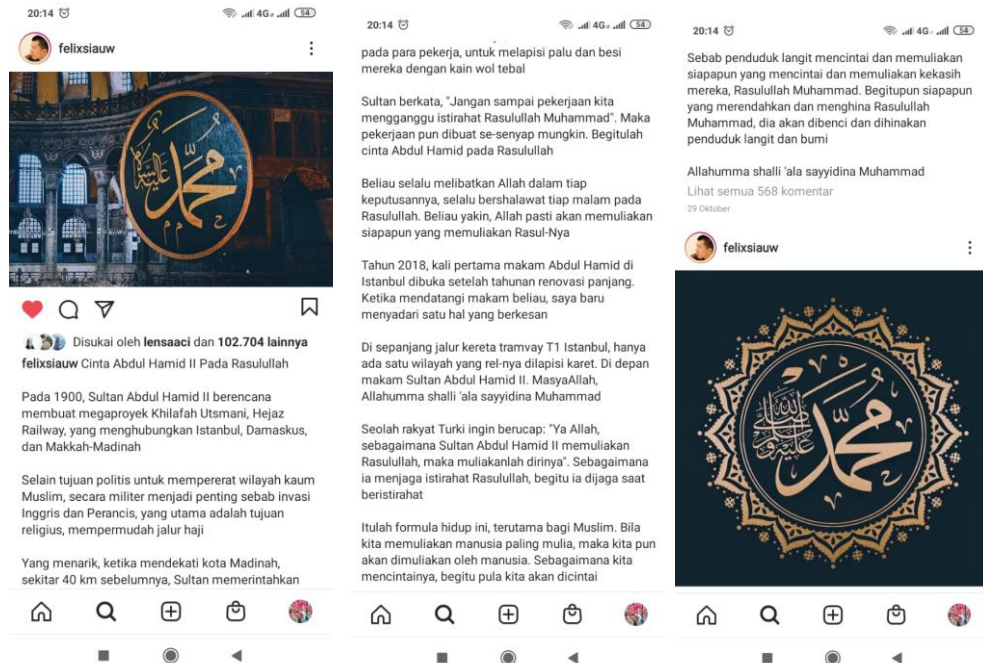 20:14
4G+
54
felixsiauw
محمد
عليه السلام
Disukai oleh lensaaci dan 102.704 lainnya
felixsiauw Cinta Abdul Hamid II Pada Rasulullah
Pada 1900, Sultan Abdul Hamid II berencana
membuat megaproyek Khilafah Utsmani, Hejaz
Railway, yang menghubungkan Istanbul, Damaskus,
dan Makkah-Madinah
Selain tujuan politis untuk mempererat wilayah kaum
Muslim, secara militer menjadi penting sebab invasi
Inggris dan Perancis, yang utama adalah tujuan
religius, mempermudah jalur haji
Yang menarik, ketika mendekati kota Madinah,
sekitar 40 km sebelumnya, Sultan memerintahkan
20:14
4G+
54
pada para pekerja, untuk melapisi palu dan besi
mereka dengan kain wol tebal
Sultan berkata, "Jangan sampai pekerjaan kita
mengganggu istirahat Rasulullah Muhammad". Maka
pekerjaan pun dibuat se-senyap mungkin. Begitulah
cinta Abdul Hamid pada Rasulullah
Beliau selalu melibatkan Allah dalam tiap
keputusannya, selalu bershalawat tiap malam pada
Rasulullah. Beliau yakin, Allah pasti akan memuliakan
siapapun yang memuliakan Rasul-Nya
Tahun 2018, kali pertama makam Abdul Hamid di
Istanbul dibuka setelah tahunan renovasi panjang.
Ketika mendatangi makam beliau, saya baru
menyadari satu hal yang berkesan
Di sepanjang jalur kereta tramvay T1 Istanbul, hanya
ada satu wilayah yang rel-nya dilapisi karet. Di depan
makam Sultan Abdul Hamid II. MasyaAllah,
Allahumma shalli 'ala sayyidina Muhammad
Seolah rakyat Turki ingin berucap: "Ya Allah,
sebagaimana Sultan Abdul Hamid II memuliakan
Rasulullah, maka muliakanlah dirinya". Sebagaimana
ia menjaga istirahat Rasulullah, begitu ia dijaga saat
beristirahat
Itulah formula hidup ini, terutama bagi Muslim. Bila
kita memuliakan manusia paling mulia, maka kita pun
akan dimuliakan oleh manusia. Sebagaimana kita
mencintainya, begitu pula kita akan dicintai
20:14
4G+
54
Sebab penduduk langit mencintai dan memuliakan
siapapun yang mencintai dan memuliakan kekasih
mereka, Rasulullah Muhammad. Begitupun siapapun
yang merendahkan dan menghina Rasulullah
Muhammad, dia akan dibenci dan dihinakan
penduduk langit dan bumi
Allahumma shalli 'ala sayyidina Muhammad
Lihat semua 568 komentar
29 Oktober
felixsiauw
محمد
صلى الله عليه وسلم